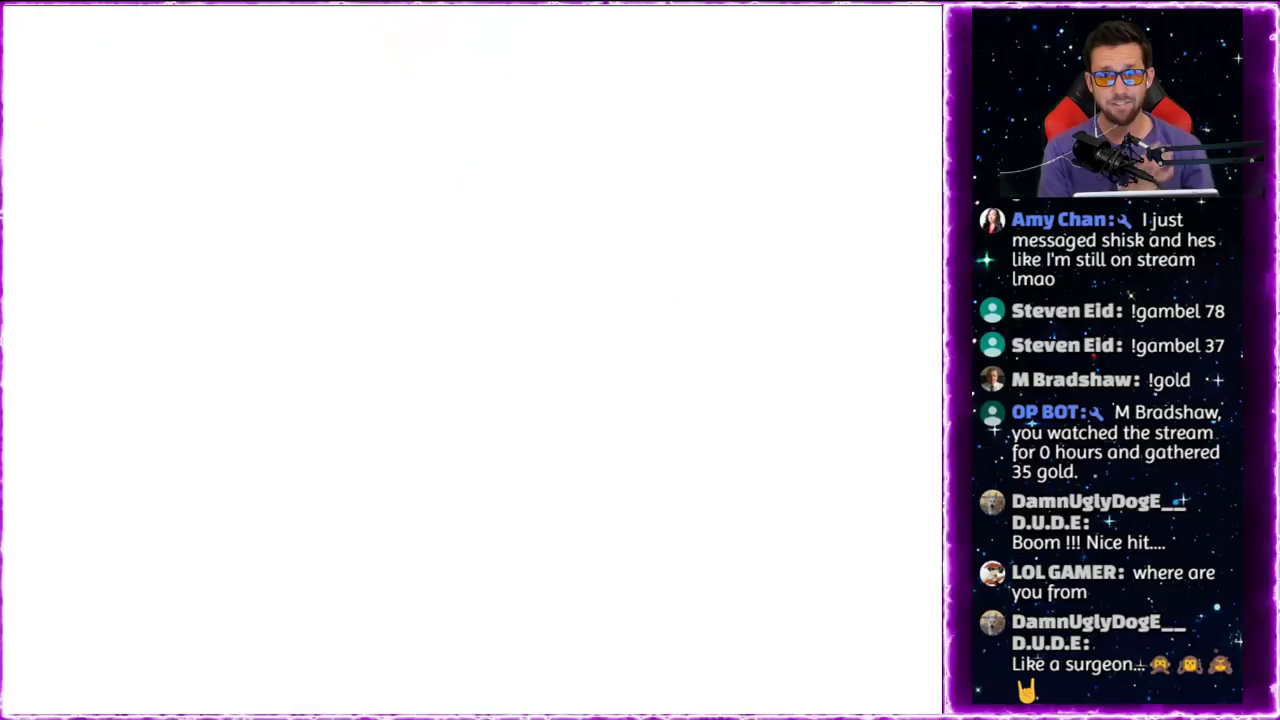 Amy Chan: I just
messaged shisk and hes
like I'm still on stream
lmao
Steven Eid: !gambel 78
Steven Eid: !gambel 37
M Bradshaw: !gold
OP BOT: M Bradshaw,
you watched the stream
for 0 hours and gathered
35 gold.
DamnUglyDogE__
D.U.D.E:
Boom !!! Nice hit....
LOL GAMER: where are
you from
DamnUglyDogE__
D.U.D.E:
Like a surgeon... 🙊 🙉 🙈
🤘